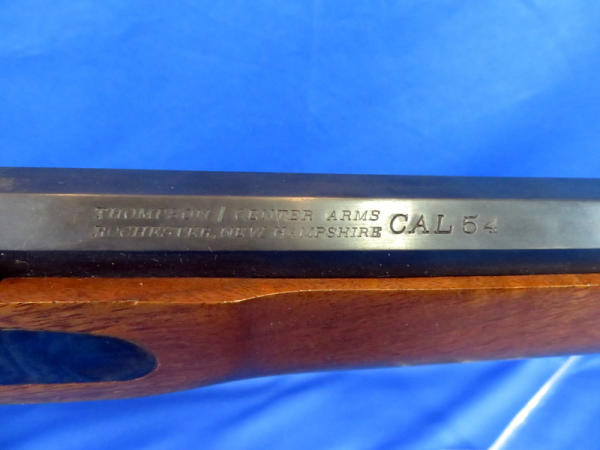 THOMPSON / CENTER ARMS
ROCHESTER, NEW HAMPSHIRE CAL 54